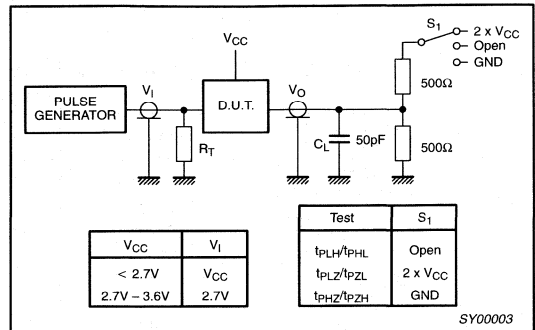 S1
2 x VCC
Open
GND
VCC
500Ω
PULSE
GENERATOR
VI
D.U.T.
VO
RT
CL
50pF
500Ω
VCC VI
< 2.7V VCC
2.7V – 3.6V 2.7V
Test S1
tPLH/tPHL Open
tPLZ/tPZL 2 x VCC
tPHZ/tPZH GND
SY00003